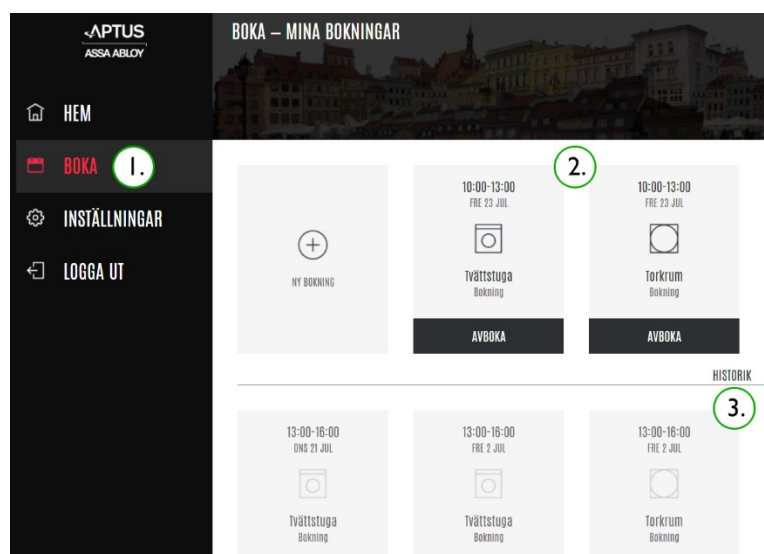 APTUS
ASSA ABLOY
BOKA – MINA BOKNINGAR
HEM
BOKA
1.
INSTÄLLNINGAR
LOGGA UT
2.
NY BOKNING
10:00-13:00
FRE 23 JUL
Tvättstuga
Bokning
AVBOKA
10:00-13:00
FRE 23 JUL
Torkrum
Bokning
AVBOKA
HISTORIK
3.
13:00-16:00
ONS 21 JUL
Tvättstuga
Bokning
13:00-16:00
FRE 2 JUL
Tvättstuga
Bokning
13:00-16:00
FRE 2 JUL
Torkrum
Bokning